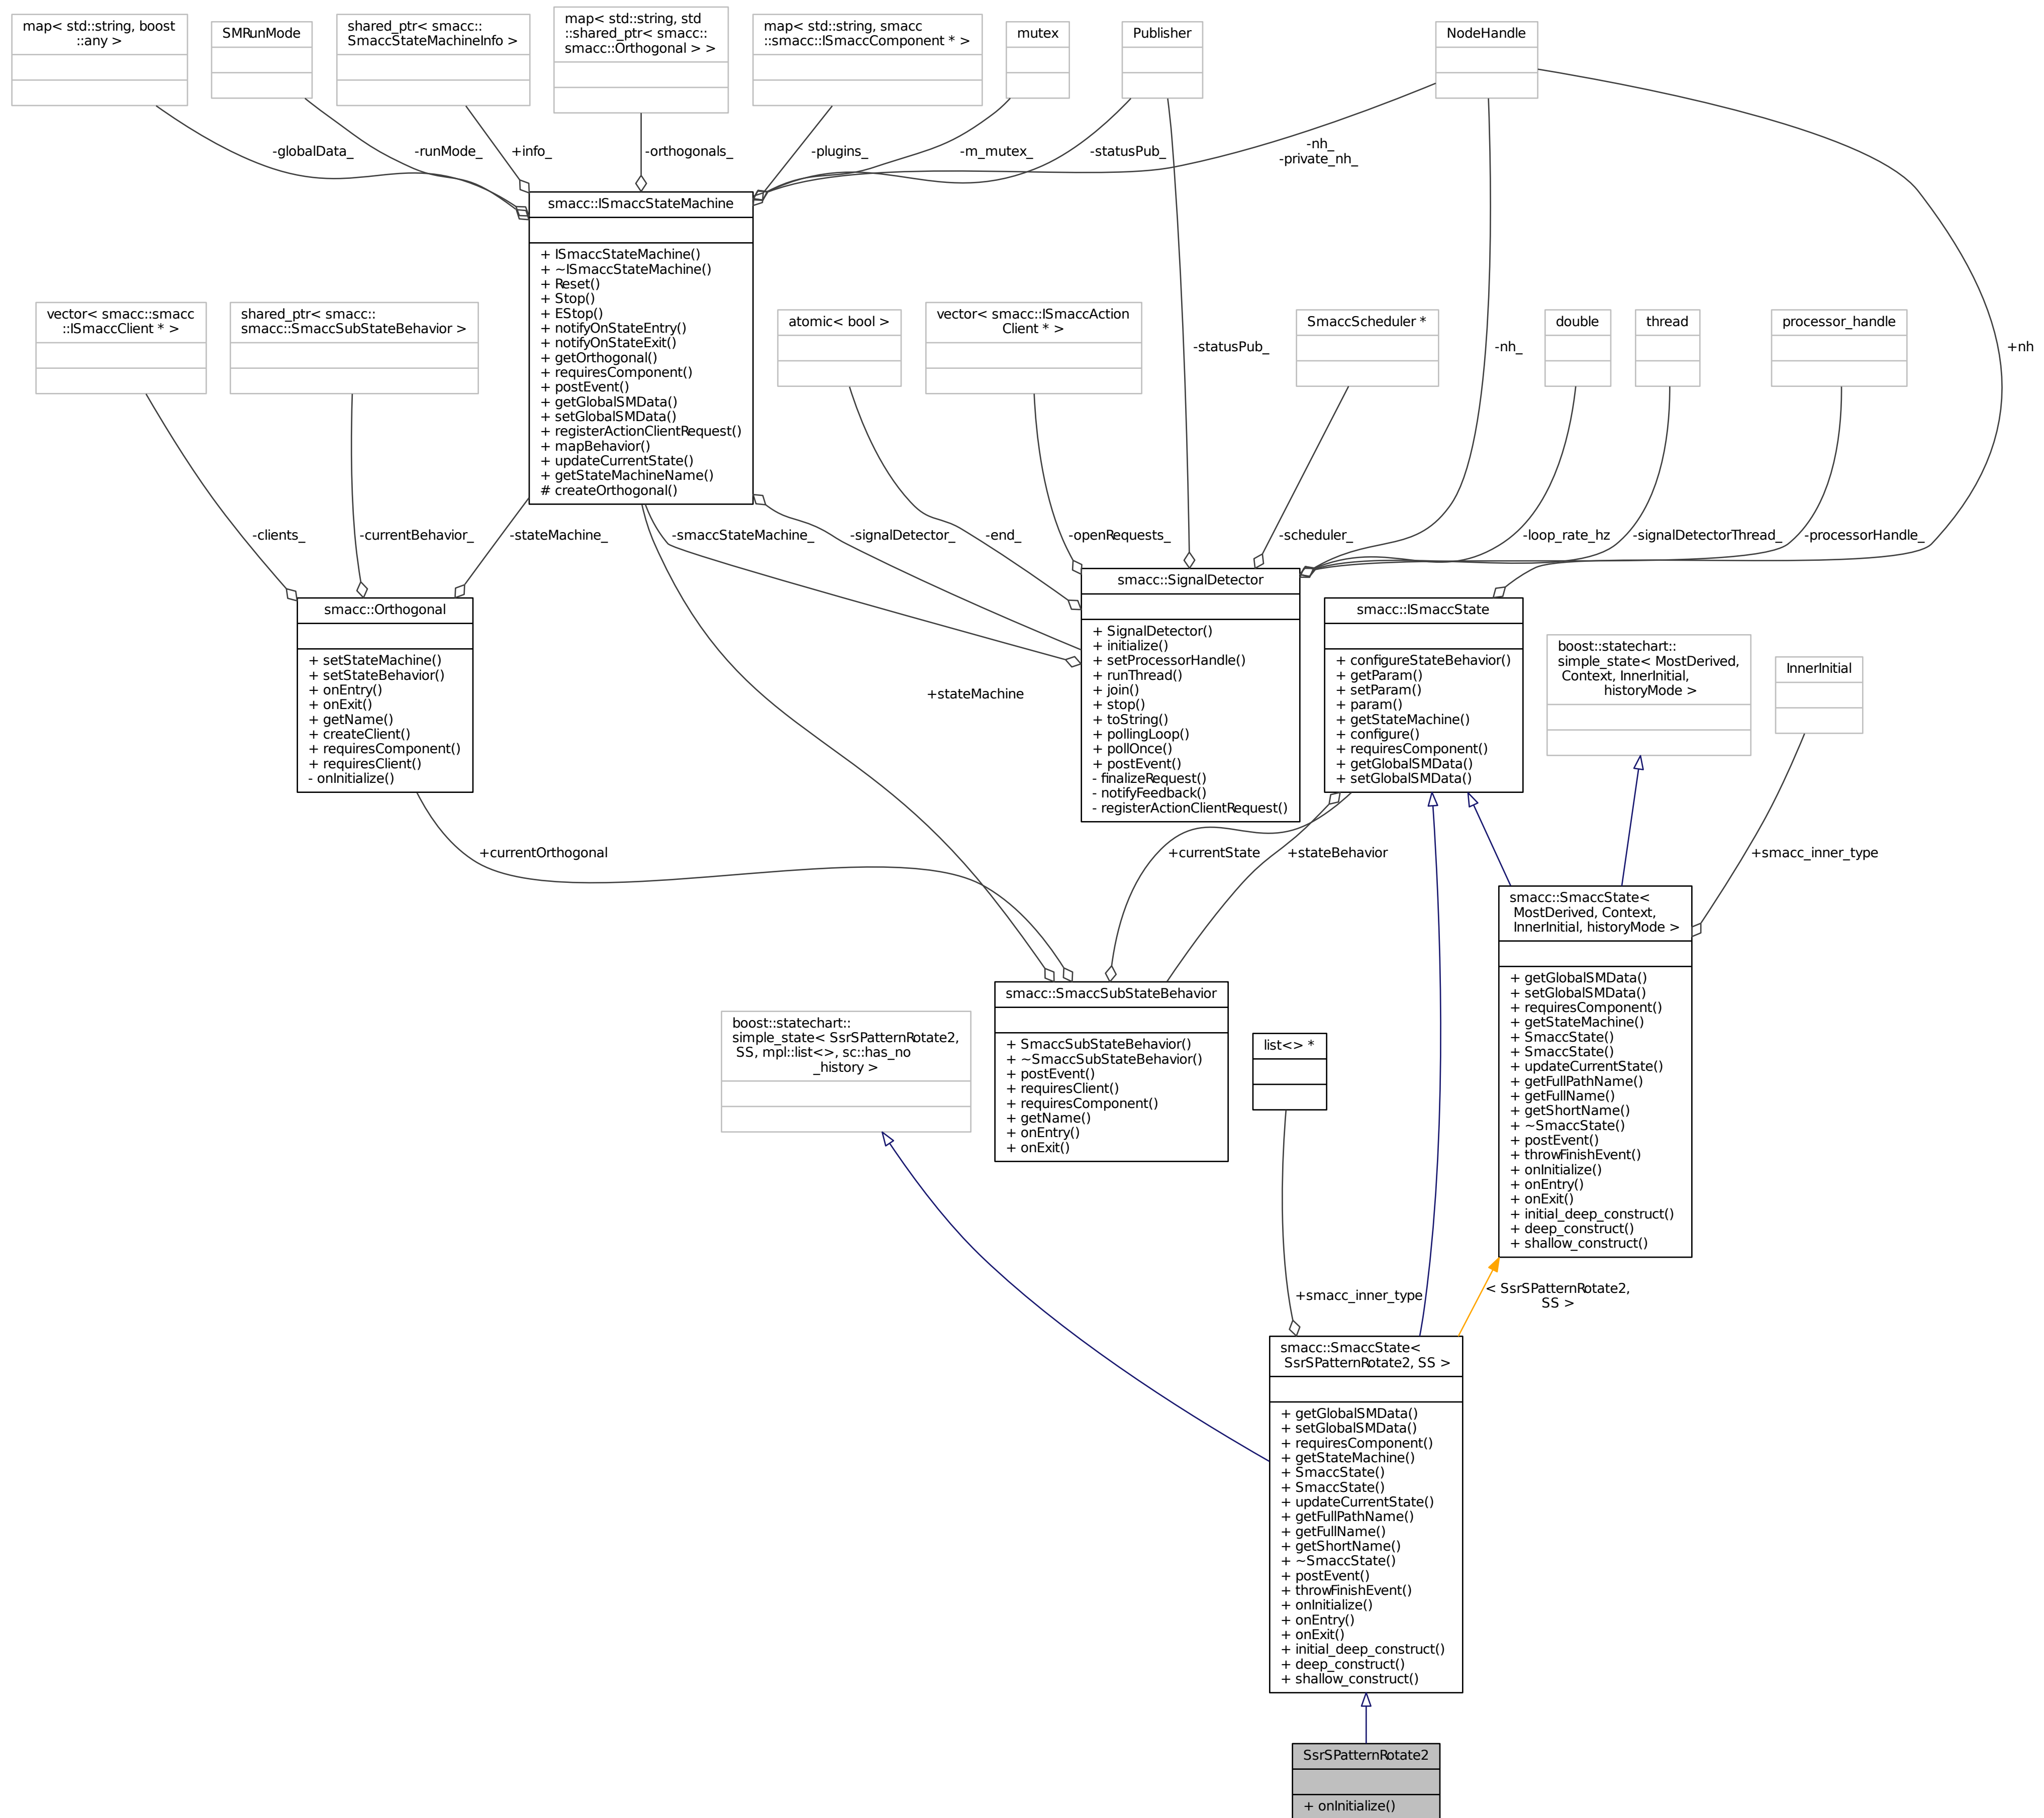 map< std::string, boost
::any >
SMRunMode
shared_ptr< smacc::
SmaccStateMachineInfo >
map< std::string, std
::shared_ptr< smacc::
smacc::Orthogonal > >
map< std::string, smacc
::smacc::ISmaccComponent * >
mutex
Publisher
NodeHandle
-globalData_
-runMode_
+info_
-orthogonals_
-plugins_
-m_mutex_
-statusPub_
-nh_
-private_nh_
smacc::ISmaccStateMachine
+ ISmaccStateMachine()
+ ~ISmaccStateMachine()
+ Reset()
+ Stop()
+ EStop()
+ notifyOnStateEntry()
+ notifyOnStateExit()
+ getOrthogonal()
+ requiresComponent()
+ postEvent()
+ getGlobalSMData()
+ setGlobalSMData()
+ registerActionClientRequest()
+ mapBehavior()
+ updateCurrentState()
+ getStateMachineName()
# createOrthogonal()
vector< smacc::smacc
::ISmaccClient * >
shared_ptr< smacc::
smacc::SmaccSubStateBehavior >
atomic< bool >
vector< smacc::ISmaccAction
Client * >
SmaccScheduler *
double
thread
processor_handle
-statusPub_
-nh_
+nh
-clients_
-currentBehavior_
-stateMachine_
-smaccStateMachine_
-signalDetector_
-end_
-openRequests_
-scheduler_
-loop_rate_hz
-signalDetectorThread_
-processorHandle_
smacc::Orthogonal
+ setStateMachine()
+ setStateBehavior()
+ onEntry()
+ onExit()
+ getName()
+ createClient()
+ requiresComponent()
+ requiresClient()
- onInitialize()
smacc::SignalDetector
+ SignalDetector()
+ initialize()
+ setProcessorHandle()
+ runThread()
+ join()
+ stop()
+ toString()
+ pollingLoop()
+ pollOnce()
+ postEvent()
- finalizeRequest()
- notifyFeedback()
- registerActionClientRequest()
smacc::ISmaccState
+ configureStateBehavior()
+ getParam()
+ setParam()
+ param()
+ getStateMachine()
+ configure()
+ requiresComponent()
+ getGlobalSMData()
+ setGlobalSMData()
boost::statechart::
simple_state< MostDerived,
Context, InnerInitial,
historyMode >
InnerInitial
+stateMachine
+currentOrthogonal
+currentState
+stateBehavior
+smacc_inner_type
smacc::SmaccState<
MostDerived, Context,
InnerInitial, historyMode >
+ getGlobalSMData()
+ setGlobalSMData()
+ requiresComponent()
+ getStateMachine()
+ SmaccState()
+ SmaccState()
+ updateCurrentState()
+ getFullPathName()
+ getFullName()
+ getShortName()
+ ~SmaccState()
+ postEvent()
+ throwFinishEvent()
+ onInitialize()
+ onEntry()
+ onExit()
+ initial_deep_construct()
+ deep_construct()
+ shallow_construct()
smacc::SmaccSubStateBehavior
+ SmaccSubStateBehavior()
+ ~SmaccSubStateBehavior()
+ postEvent()
+ requiresClient()
+ requiresComponent()
+ getName()
+ onEntry()
+ onExit()
boost::statechart::
simple_state< SsrSPatternRotate2,
SS, mpl::list<>, sc::has_no
_history >
list<> *
+smacc_inner_type
< SsrSPatternRotate2,
SS >
smacc::SmaccState<
SsrSPatternRotate2, SS >
+ getGlobalSMData()
+ setGlobalSMData()
+ requiresComponent()
+ getStateMachine()
+ SmaccState()
+ SmaccState()
+ updateCurrentState()
+ getFullPathName()
+ getFullName()
+ getShortName()
+ ~SmaccState()
+ postEvent()
+ throwFinishEvent()
+ onInitialize()
+ onEntry()
+ onExit()
+ initial_deep_construct()
+ deep_construct()
+ shallow_construct()
SsrSPatternRotate2
+ onInitialize()